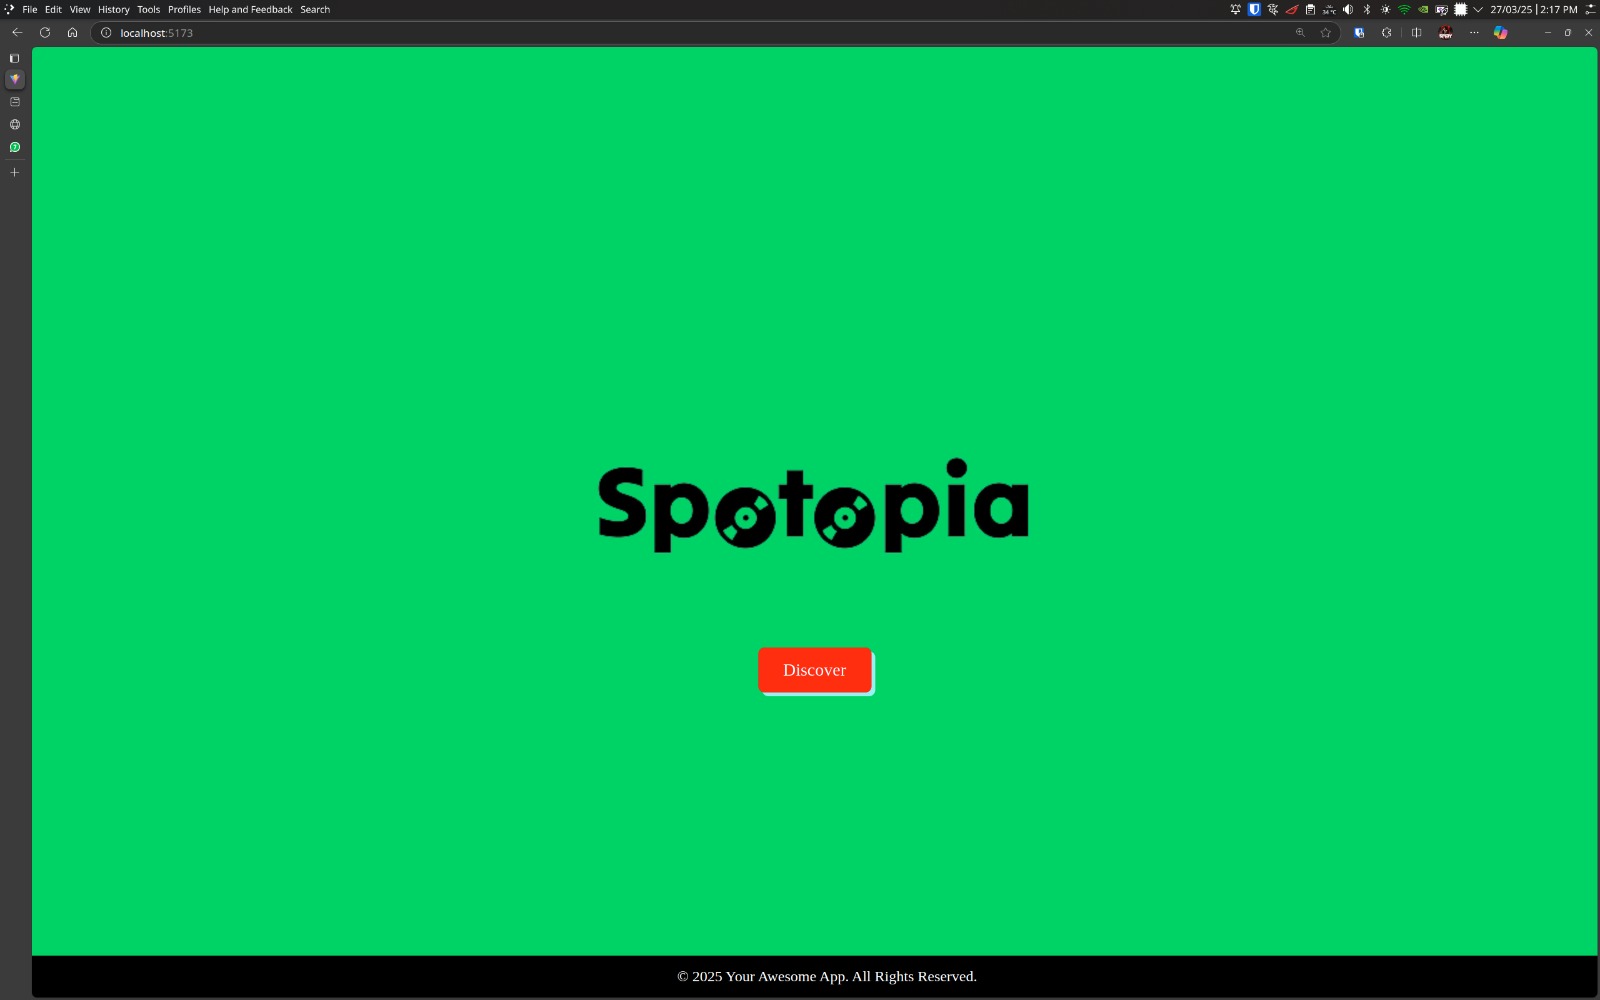 File Edit View History Tools Profiles Help and Feedback Search
34°C
27/03/25 2:17 PM
localhost:5173
Spotopia
Discover
© 2025 Your Awesome App. All Rights Reserved.